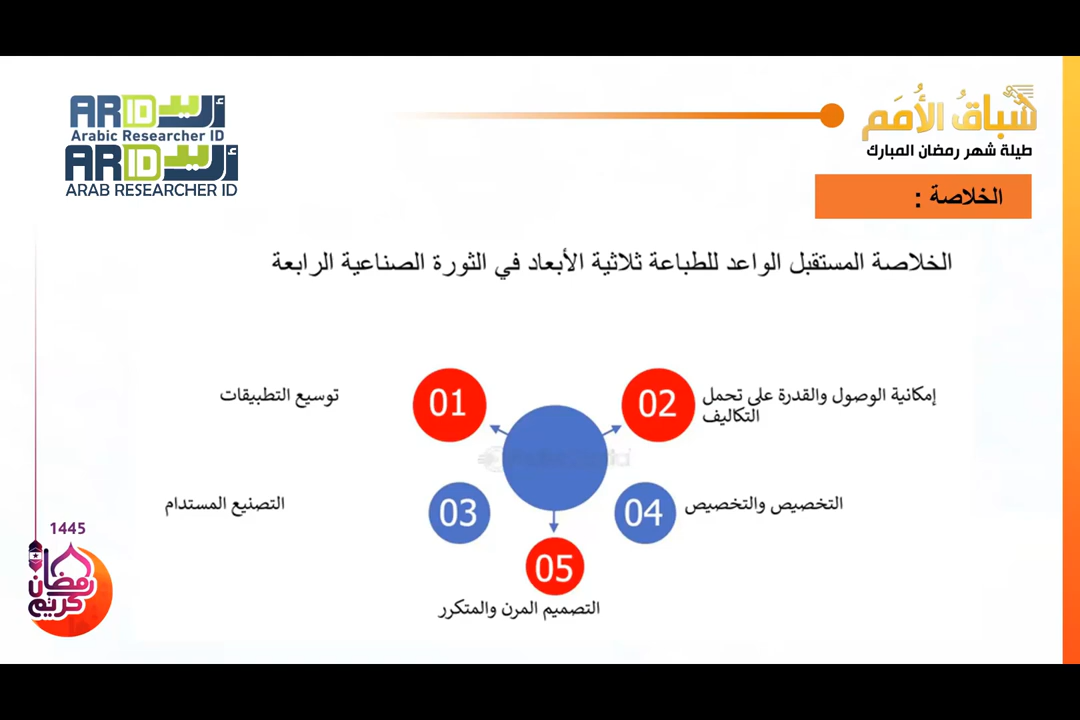 ARID أريد
Arabic Researcher ID
ARID أريد
ARAB RESEARCHER ID
سباقُ الأُمَم
طيلة شهر رمضان المبارك
الخلاصة :
الخلاصة المستقبل الواعد للطباعة ثلاثية الأبعاد في الثورة الصناعية الرابعة
01
توسيع التطبيقات
02
إمكانية الوصول والقدرة على تحمل
التكاليف
03
التصنيع المستدام
04
التخصيص والتخصيص
05
التصميم المرن والمتكرر
1445
رمضان
كريم